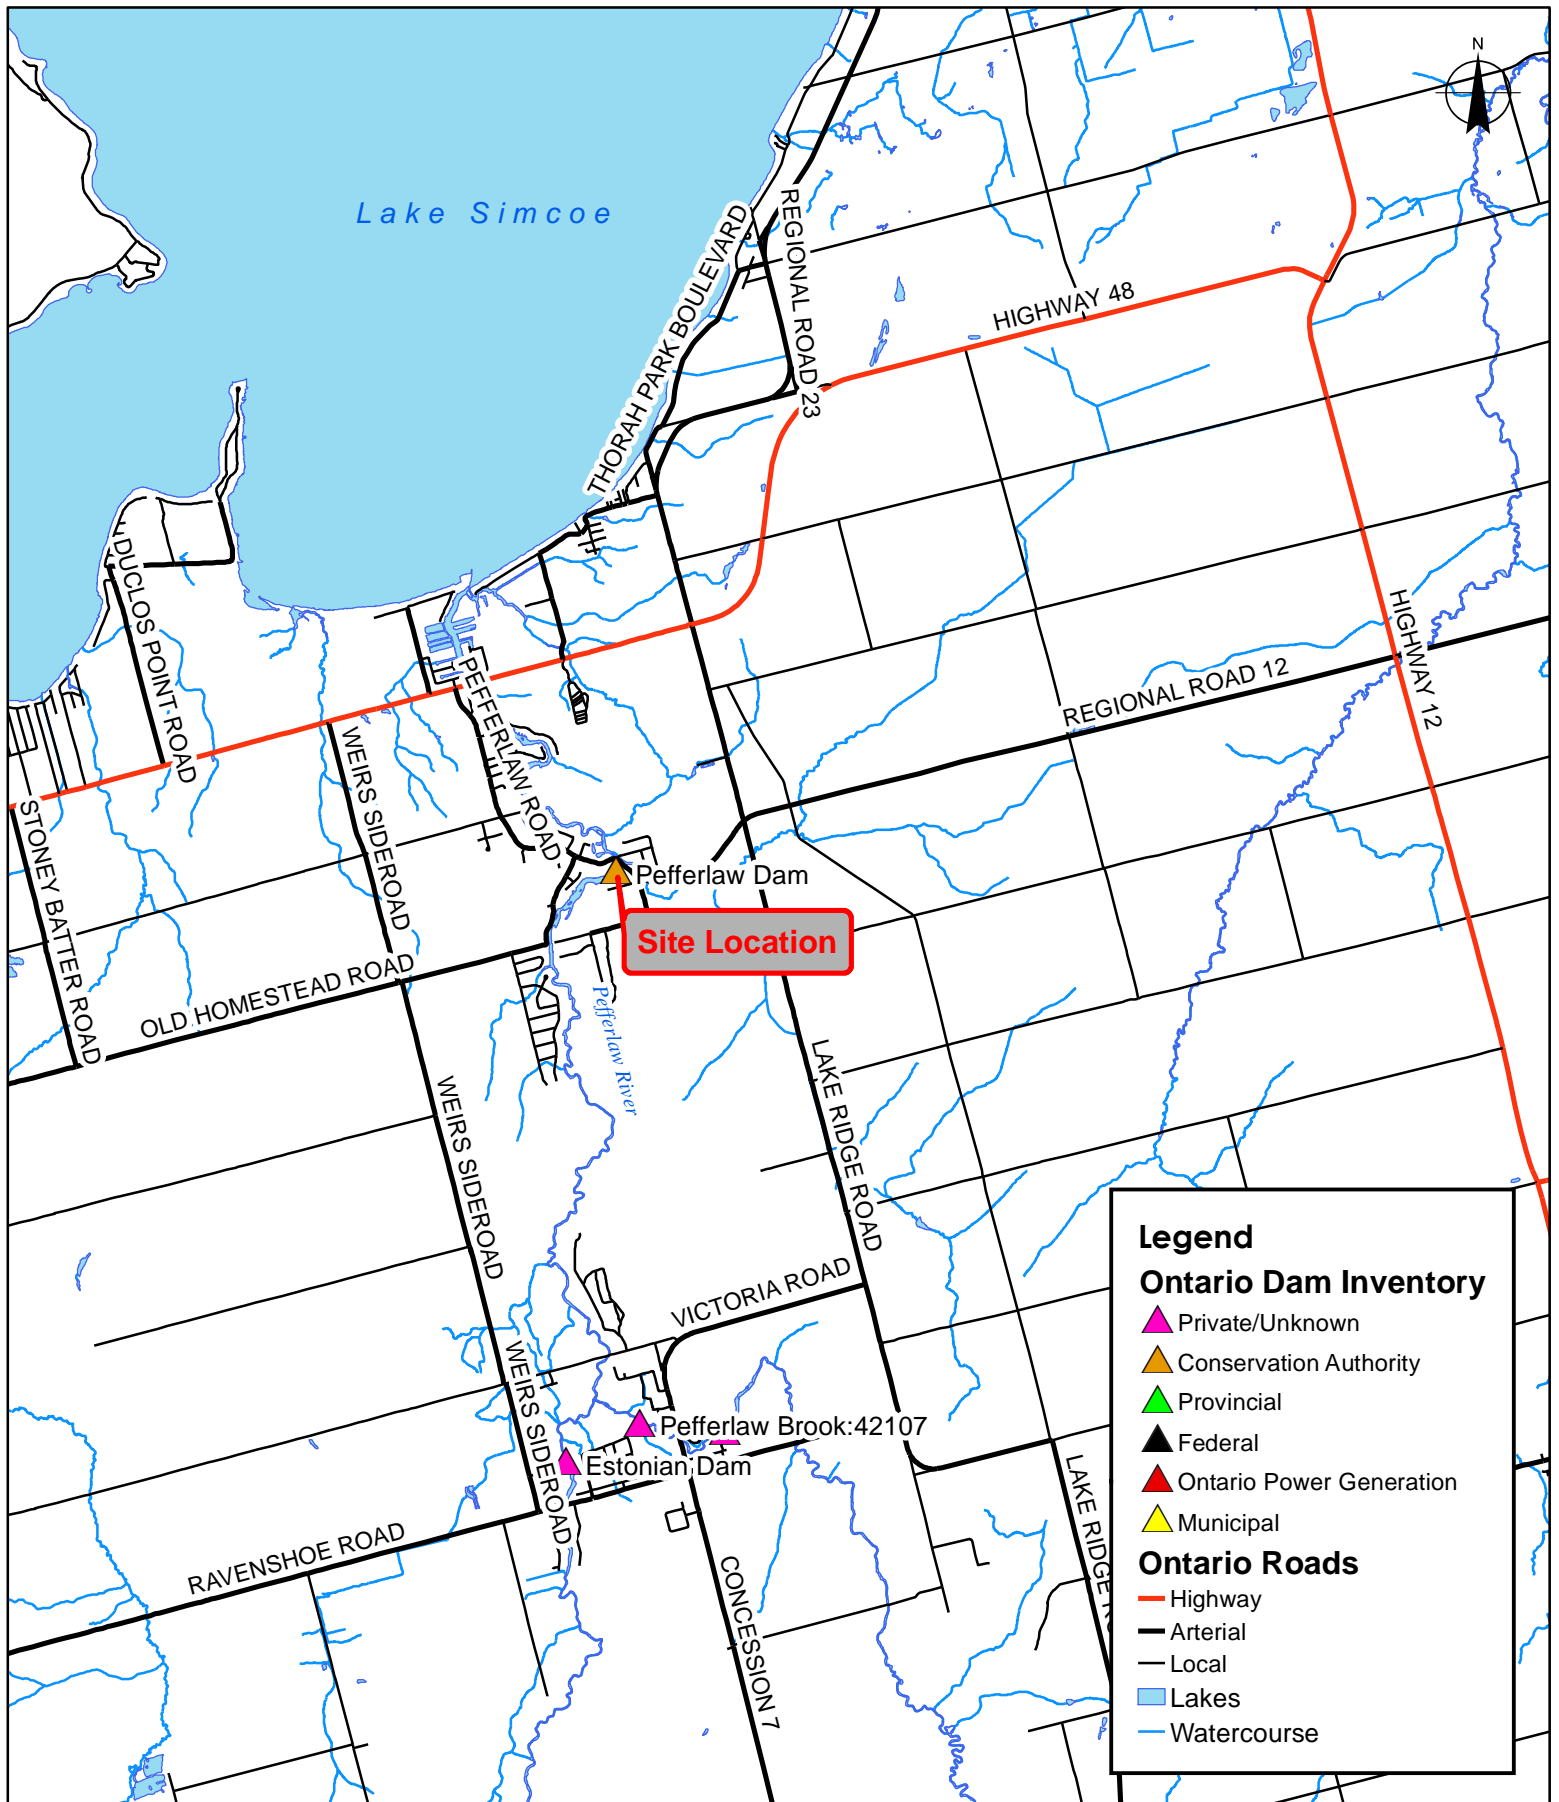 N
Lake Simcoe
THORAH PARK BOULEVARD
REGIONAL ROAD 23
HIGHWAY 48
DUCLOS POINT ROAD
PEFFERLAW ROAD
HIGHWAY 12
REGIONAL ROAD 12
WEIRS SIDEROAD
STONEY BATTER ROAD
Pefferlaw Dam
Site Location
OLD HOMESTEAD ROAD
Pefferlaw River
LAKE RIDGE ROAD
WEIRS SIDEROAD
VICTORIA ROAD
WEIRS SIDEROAD
Pefferlaw Brook:42107
Estonian Dam
LAKE RIDGE
RAVENSHOE ROAD
CONCESSION 7
Legend
Ontario Dam Inventory
Private/Unknown
Conservation Authority
Provincial
Federal
Ontario Power Generation
Municipal
Ontario Roads
Highway
Arterial
Local
Lakes
Watercourse